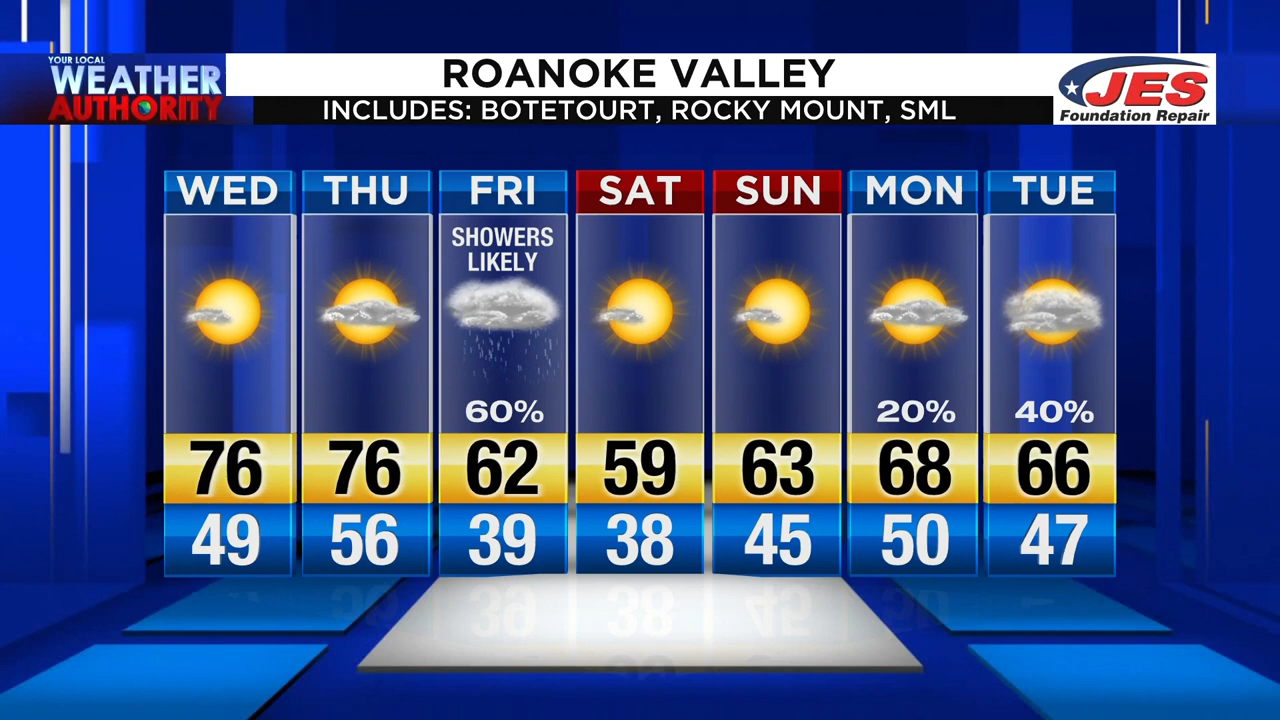 YOUR LOCAL
WEATHER
AUTHORITY
ROANOKE VALLEY
INCLUDES: BOTETOURT, ROCKY MOUNT, SML
JES
Foundation Repair
WED THU FRI SAT SUN MON TUE
SHOWERS
LIKELY
60% 20% 40%
76 76 62 59 63 68 66
49 56 39 38 45 50 47